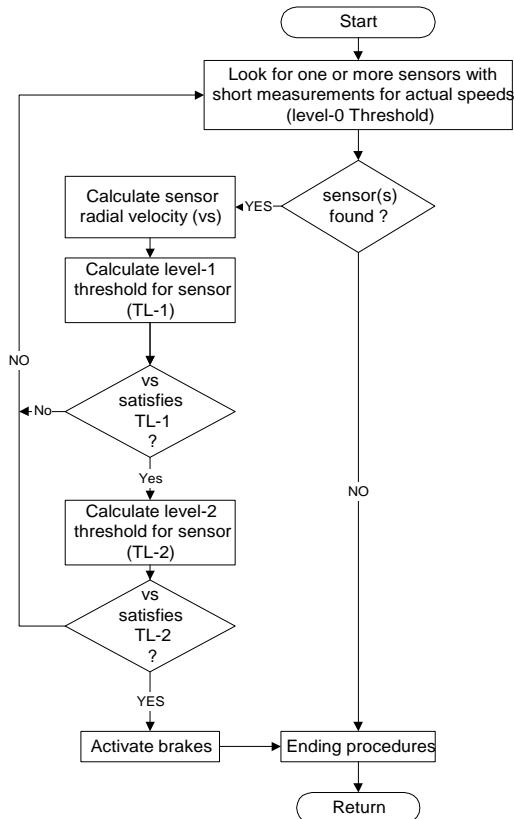 Start
Look for one or more sensors with
short measurements for actual speeds
(level-0 Threshold)
sensor(s)
found ?
YES
Calculate sensor
radial velocity (vs)
Calculate level-1
threshold for sensor
(TL-1)
NO
vs
satisfies
TL-1
?
No
Yes
NO
Calculate level-2
threshold for sensor
(TL-2)
vs
satisfies
TL-2
?
YES
Activate brakes
Ending procedures
Return